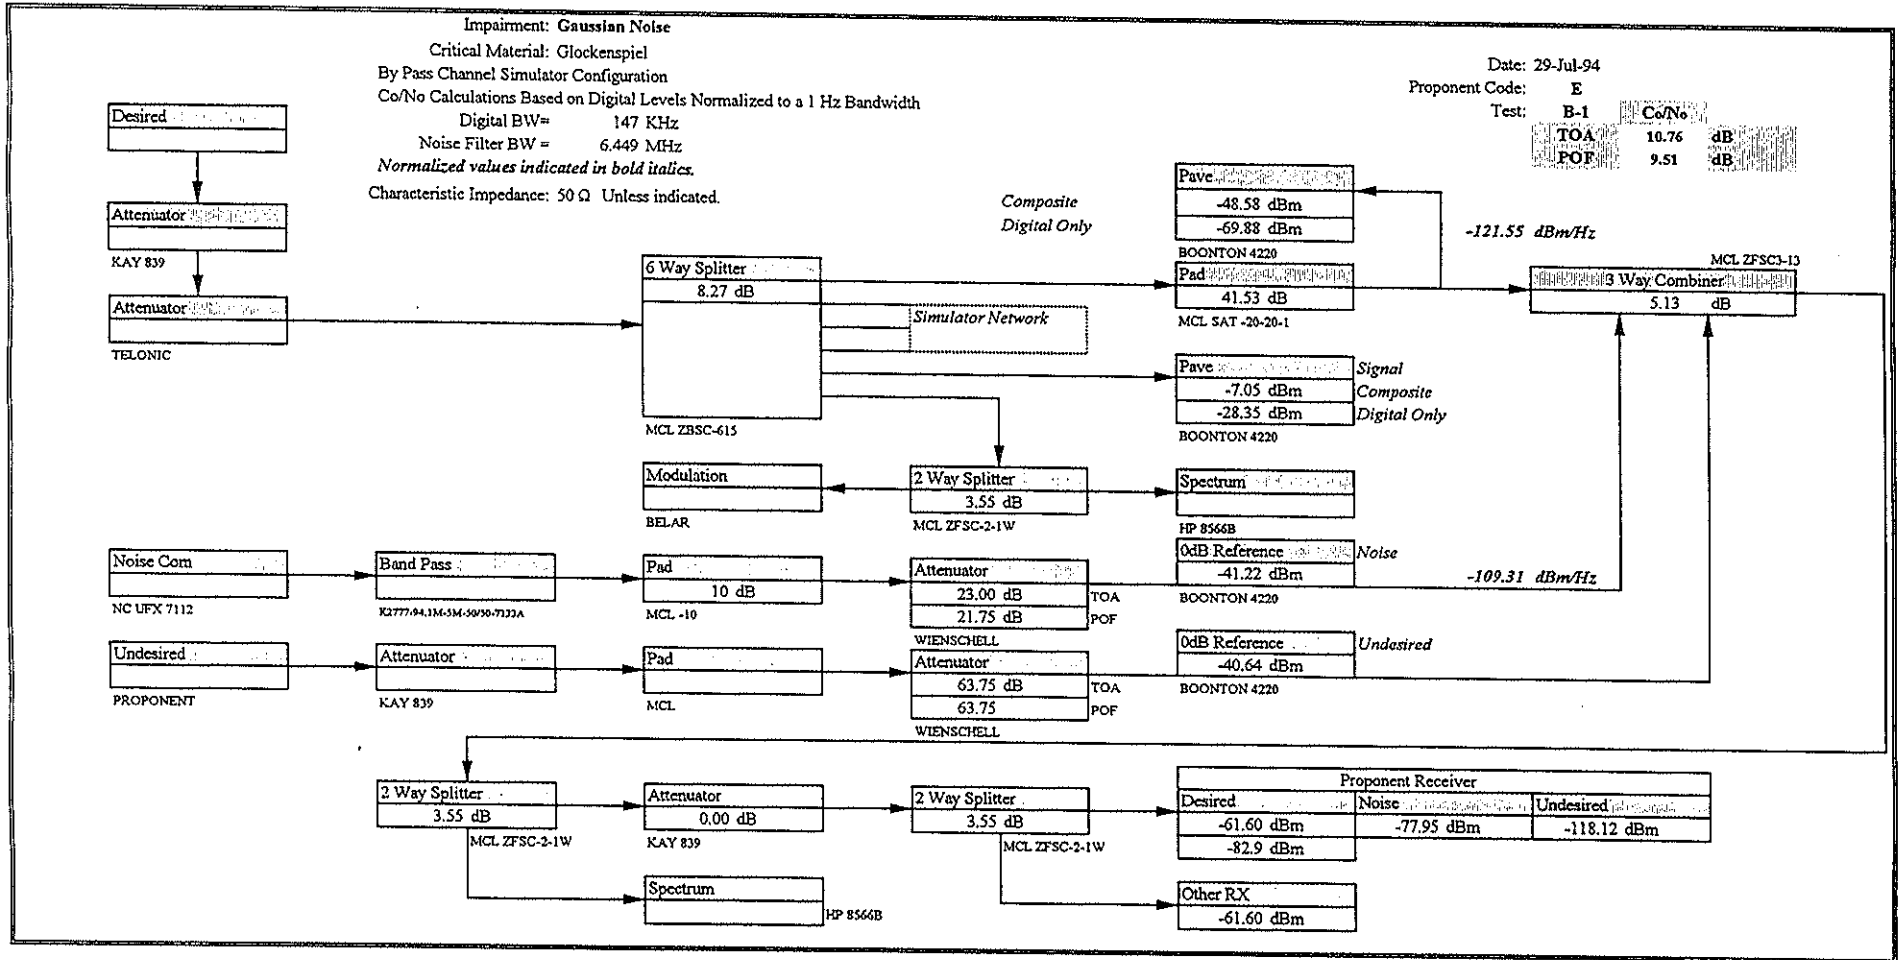 Impairment: Gaussian Noise
Critical Material: Glockenspiel
By Pass Channel Simulator Configuration
Co/No Calculations Based on Digital Levels Normalized to a 1 Hz Bandwidth
Digital BW= 147 KHz
Noise Filter BW = 6.449 MHz
Normalized values indicated in bold italics.
Characteristic Impedance: 50 Ω Unless indicated.
Date: 29-Jul-94
Proponent Code: E
Test: B-1 Co/No
TOA 10.76 dB
POF 9.51 dB
Desired
Attenuator
KAY 839
Attenuator
TELONIC
6 Way Splitter
8.27 dB
MCL ZBSC-615
Simulator Network
Composite
Digital Only
Pave
-48.58 dBm
-69.88 dBm
BOONTON 4220
-121.55 dBm/Hz
Pad
41.53 dB
MCL SAT -20-20-1
MCL ZFSC3-13
3 Way Combiner
5.13 dB
Pave
Signal
-7.05 dBm
Composite
-28.35 dBm
Digital Only
BOONTON 4220
Modulation
BELAR
2 Way Splitter
3.55 dB
MCL ZFSC-2-1W
Spectrum
HP 8566B
Noise Com
NC UFX 7112
Band Pass
K2777-94.1M-5M-50/50-7133A
Pad
10 dB
MCL -10
Attenuator
23.00 dB TOA
21.75 dB POF
WIENSCHELL
0dB Reference
Noise
-41.22 dBm
BOONTON 4220
-109.31 dBm/Hz
Undesired
PROPONENT
Attenuator
KAY 839
Pad
MCL
Attenuator
63.75 dB TOA
63.75 POF
WIENSCHELL
0dB Reference
Undesired
-40.64 dBm
BOONTON 4220
2 Way Splitter
3.55 dB
MCL ZFSC-2-1W
Attenuator
0.00 dB
KAY 839
2 Way Splitter
3.55 dB
MCL ZFSC-2-1W
Proponent Receiver
Desired Noise Undesired
-61.60 dBm -77.95 dBm -118.12 dBm
-82.9 dBm
Spectrum
HP 8566B
Other RX
-61.60 dBm